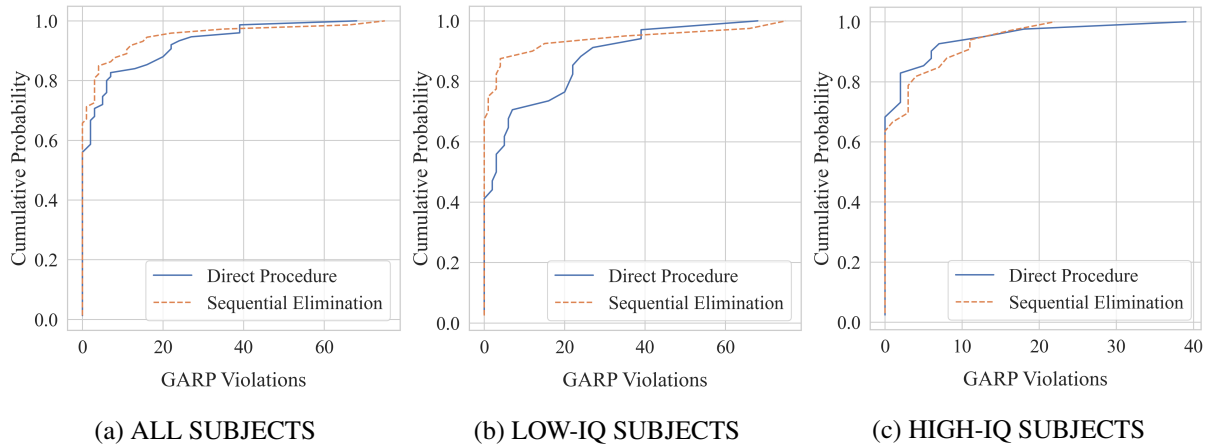 Cumulative Probability
1.0
0.8
0.6
0.4
0.2
0.0
0 20 40 60
GARP Violations
Direct Procedure
Sequential Elimination
(a) ALL SUBJECTS
Cumulative Probability
1.0
0.8
0.6
0.4
0.2
0.0
0 20 40 60
GARP Violations
Direct Procedure
Sequential Elimination
(b) LOW-IQ SUBJECTS
Cumulative Probability
1.0
0.8
0.6
0.4
0.2
0.0
0 10 20 30 40
GARP Violations
Direct Procedure
Sequential Elimination
(c) HIGH-IQ SUBJECTS